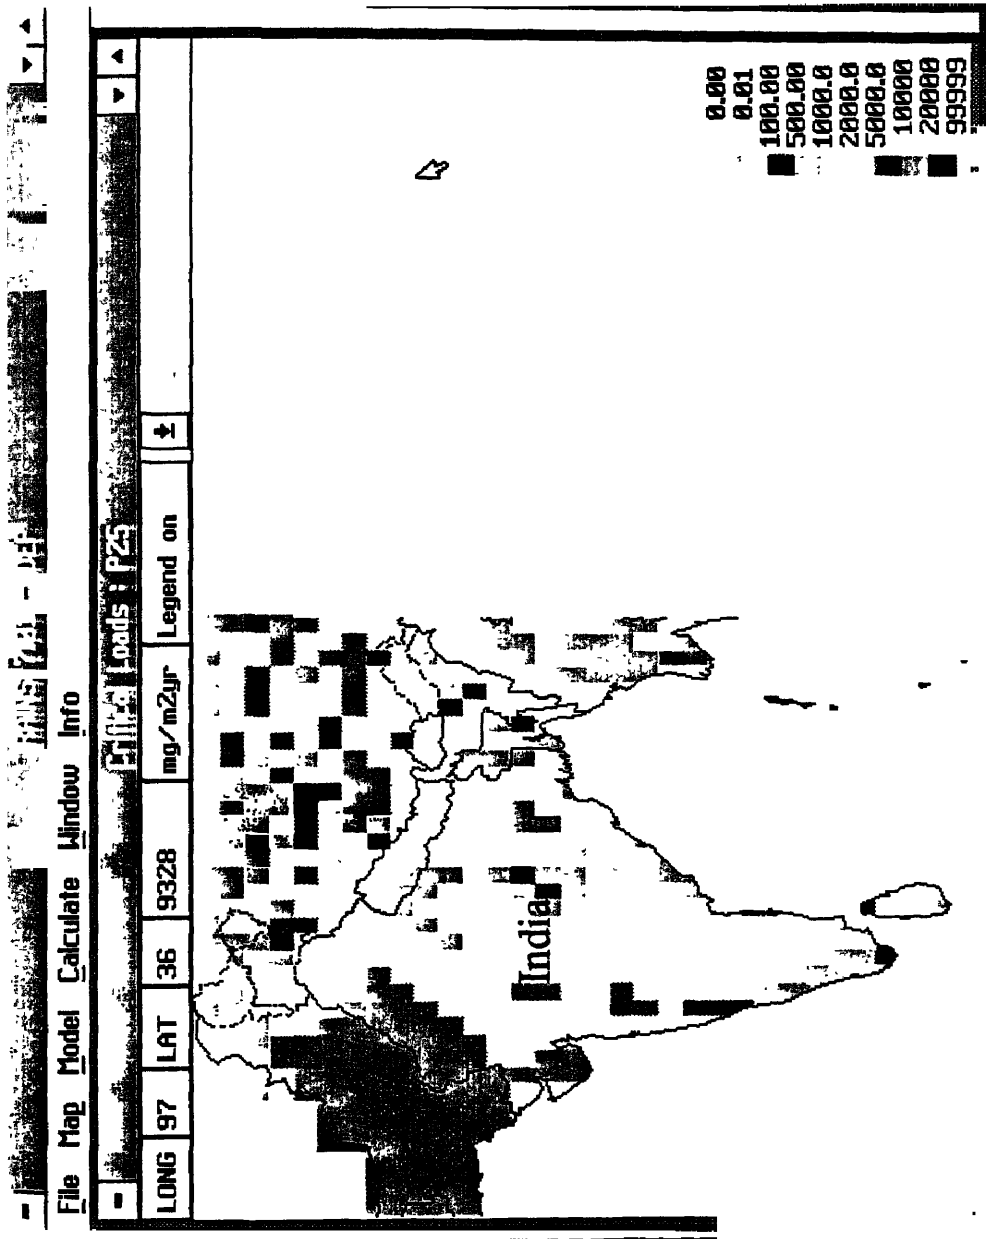 File Map Model Calculate Window Info
Critical Loads : P25
LONG 97 LAT 36 9328 mg/m2yr Legend on
India
0.00
0.01
100.00
500.00
1000.0
2000.0
5000.0
10000
20000
99999